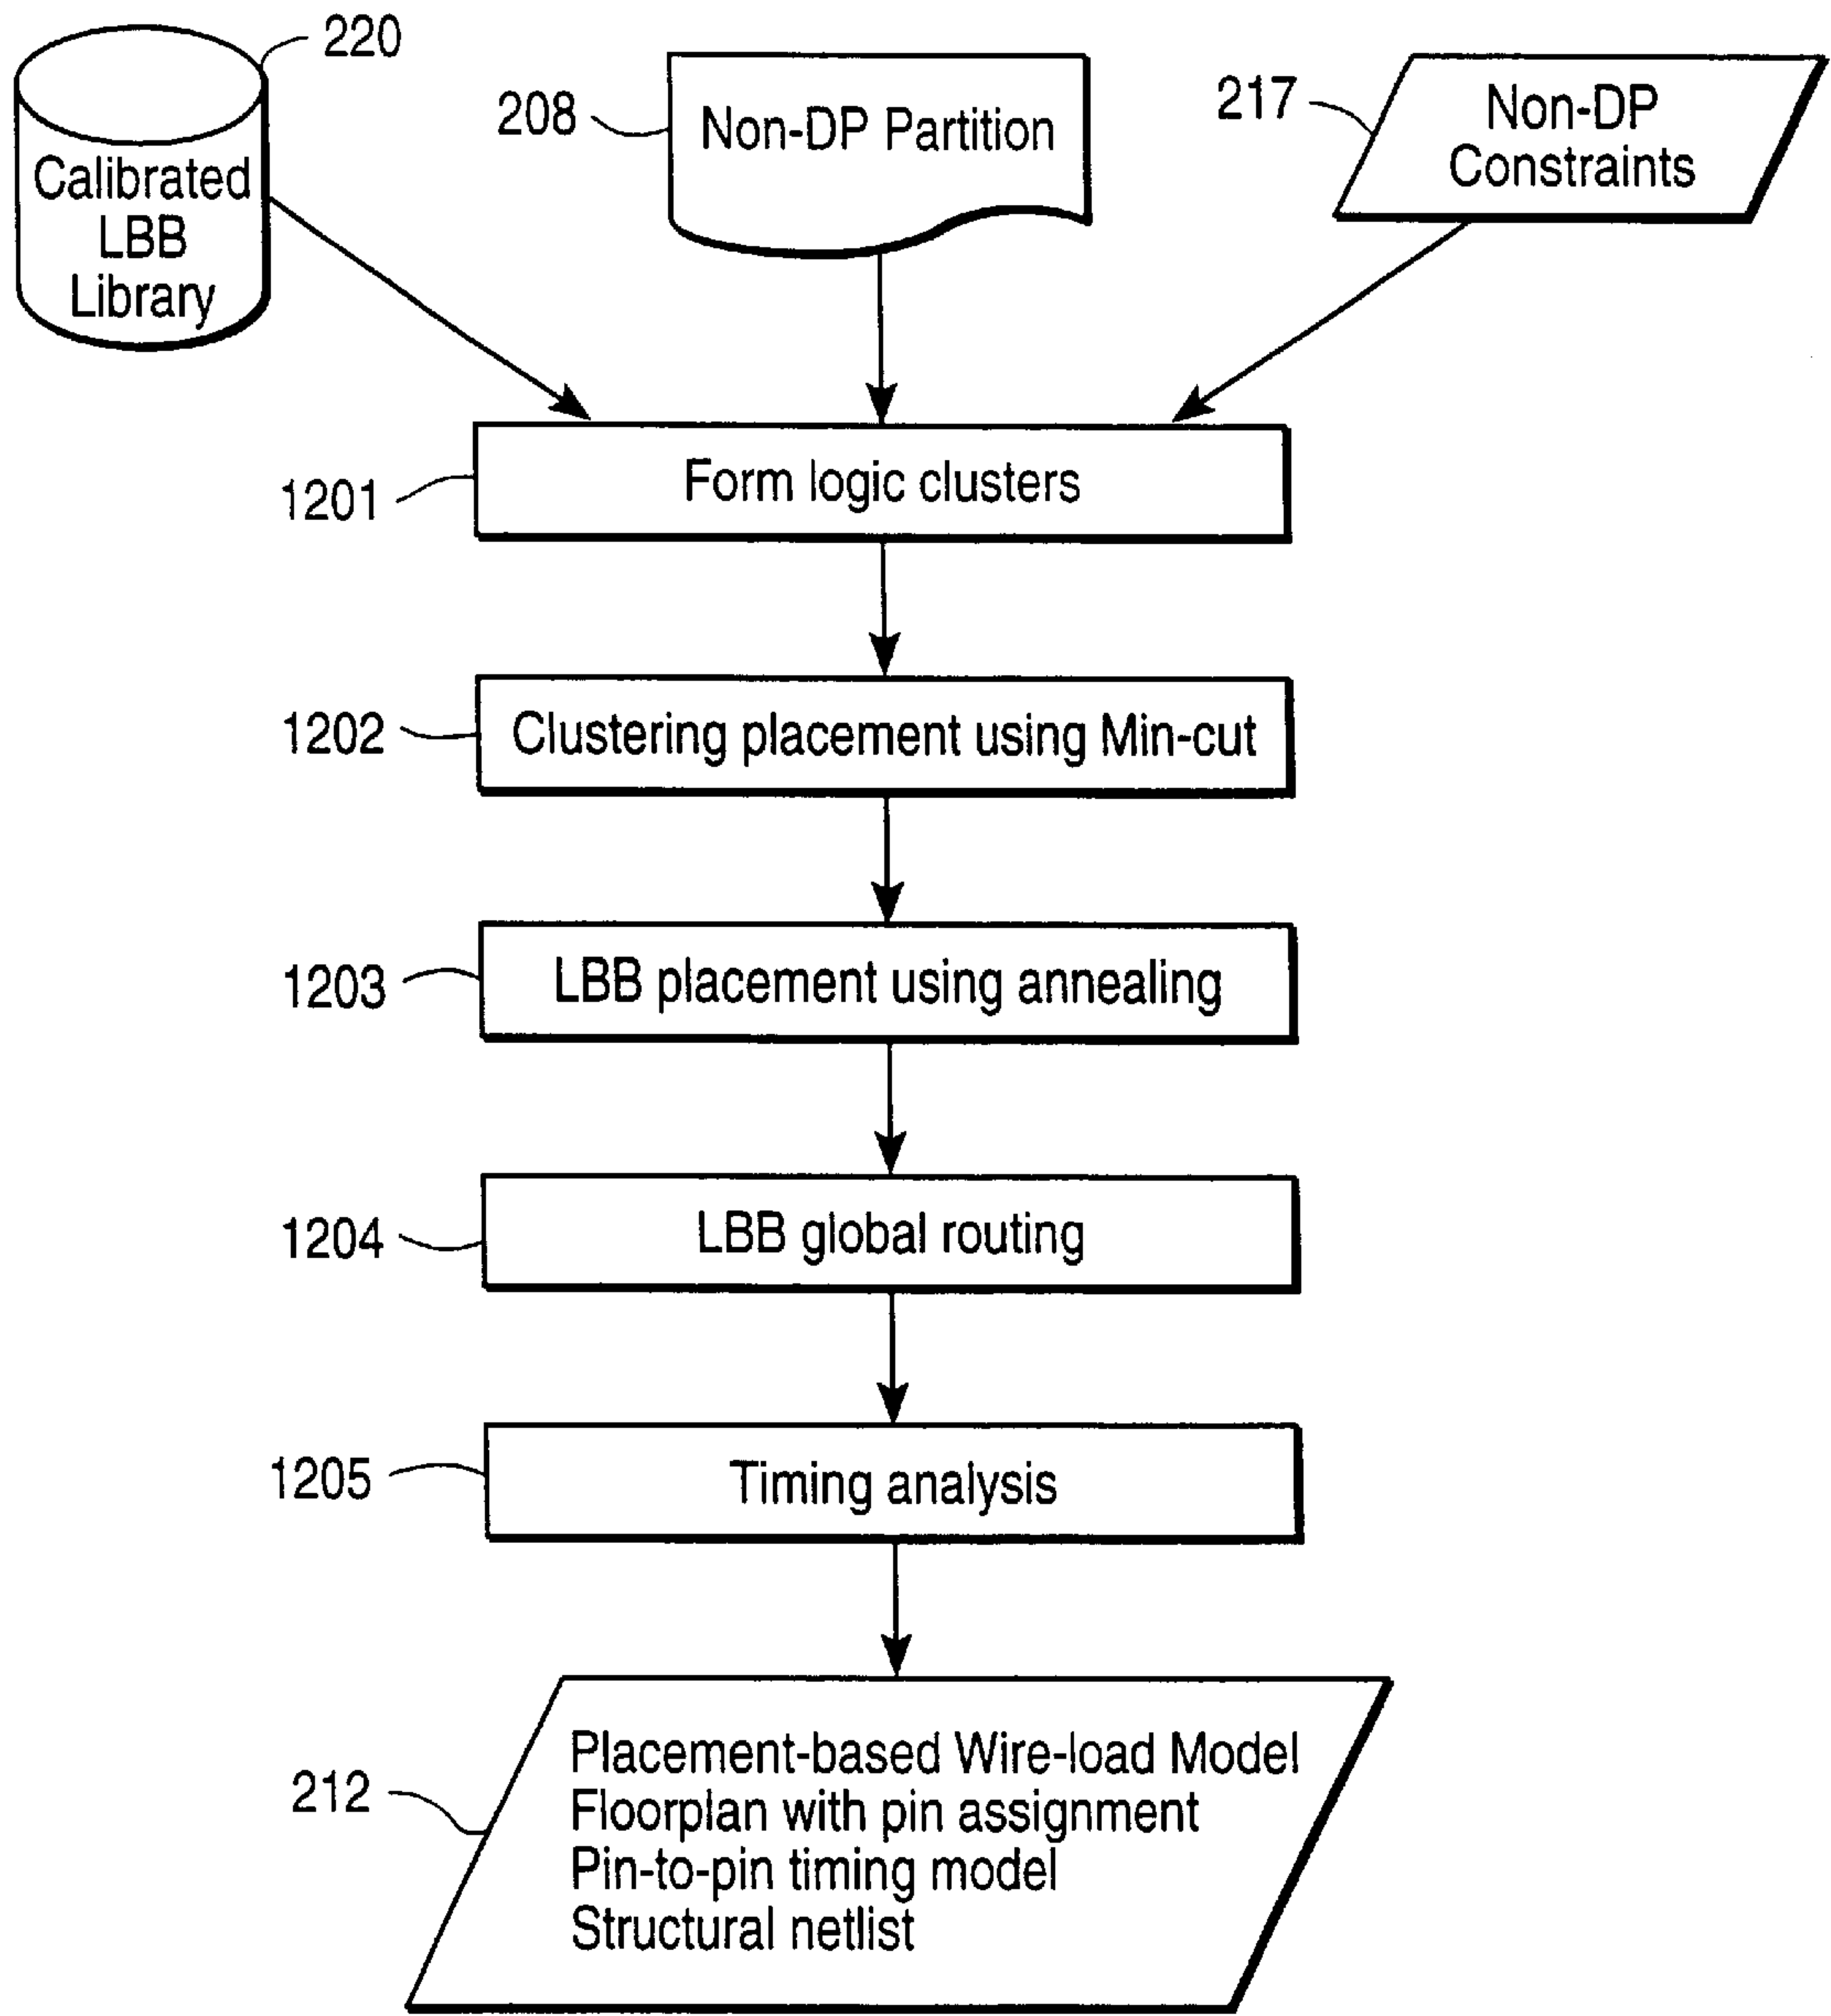 220
Calibrated
LBB
Library
208
Non-DP Partition
217
Non-DP
Constraints
1201
Form logic clusters
1202
Clustering placement using Min-cut
1203
LBB placement using annealing
1204
LBB global routing
1205
Timing analysis
212
Placement-based Wire-load Model
Floorplan with pin assignment
Pin-to-pin timing model
Structural netlist